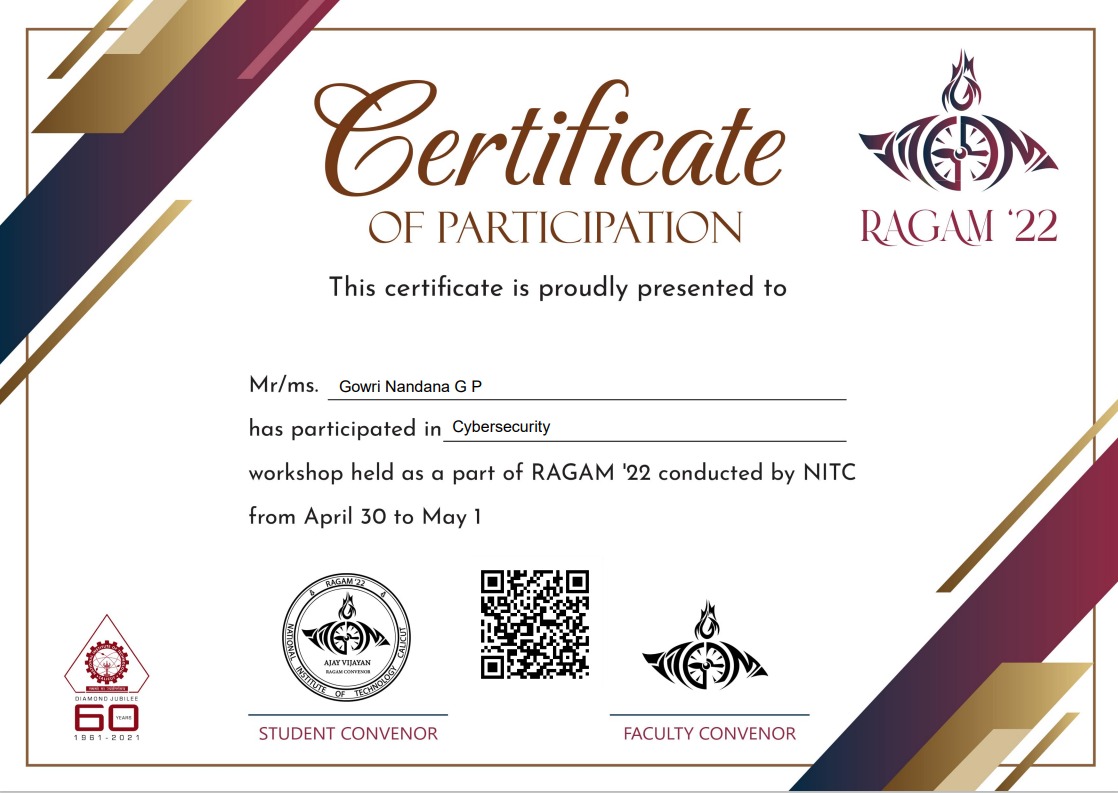 Certificate
OF PARTICIPATION
RAGAM ‘22
This certificate is proudly presented to
Mr/ms. Gowri Nandana G P
has participated in Cybersecurity
workshop held as a part of RAGAM '22 conducted by NITC
from April 30 to May 1
RAGAM '22
NATIONAL INSTITUTE OF TECHNOLOGY CALICUT
AJAY VIJAYAN
RAGAM CONVENOR
DIAMOND JUBILEE
60 YEARS
1961-2021
STUDENT CONVENOR
FACULTY CONVENOR